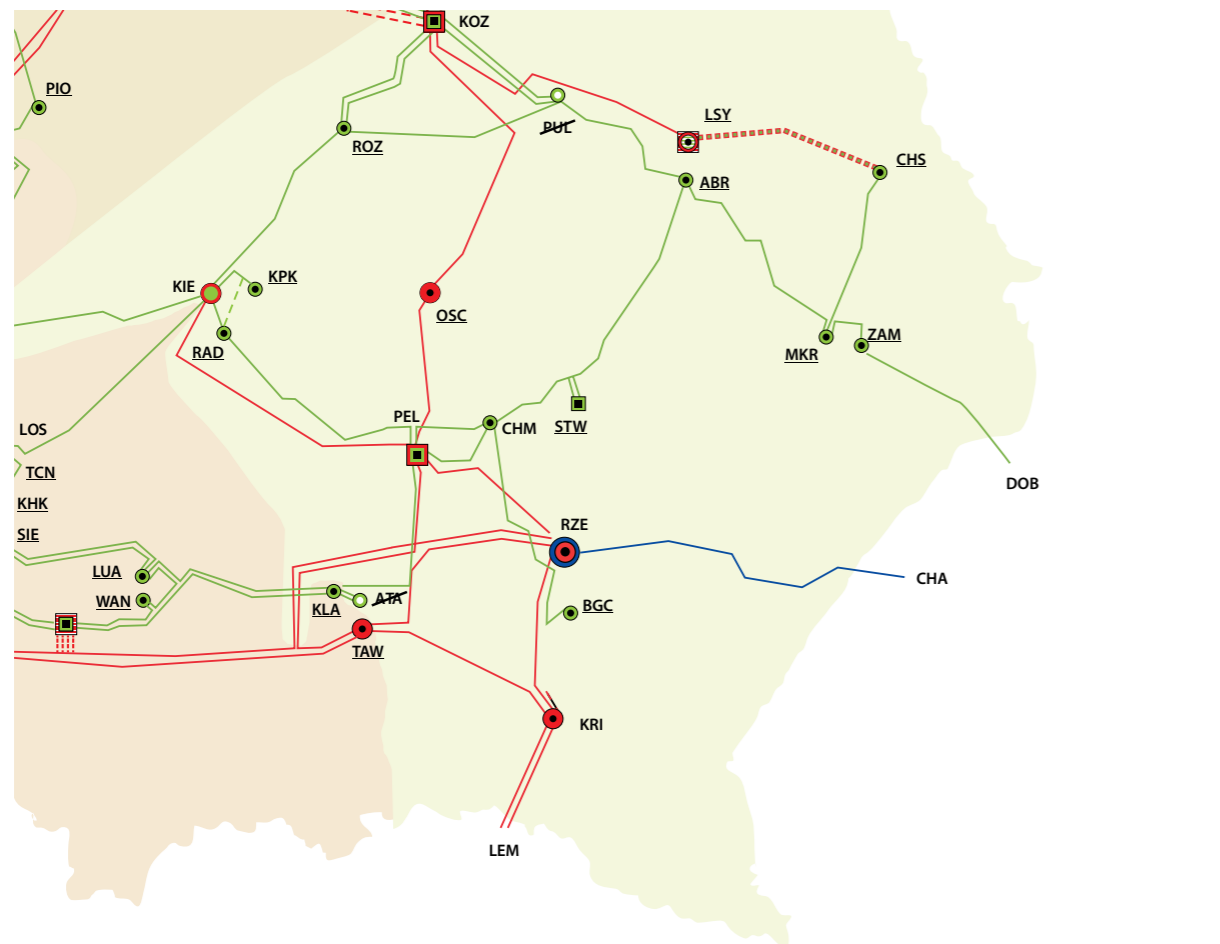 KOZ
PIO
LSY
PUL
ROZ
CHS
ABR
KPK
KIE
OSC
ZAM
RAD
MKR
PEL
STW
CHM
LOS
TCN
DOB
KHK
RZE
SIE
LUA
CHA
WAN
ATA
BGC
KLA
TAW
KRI
LEM